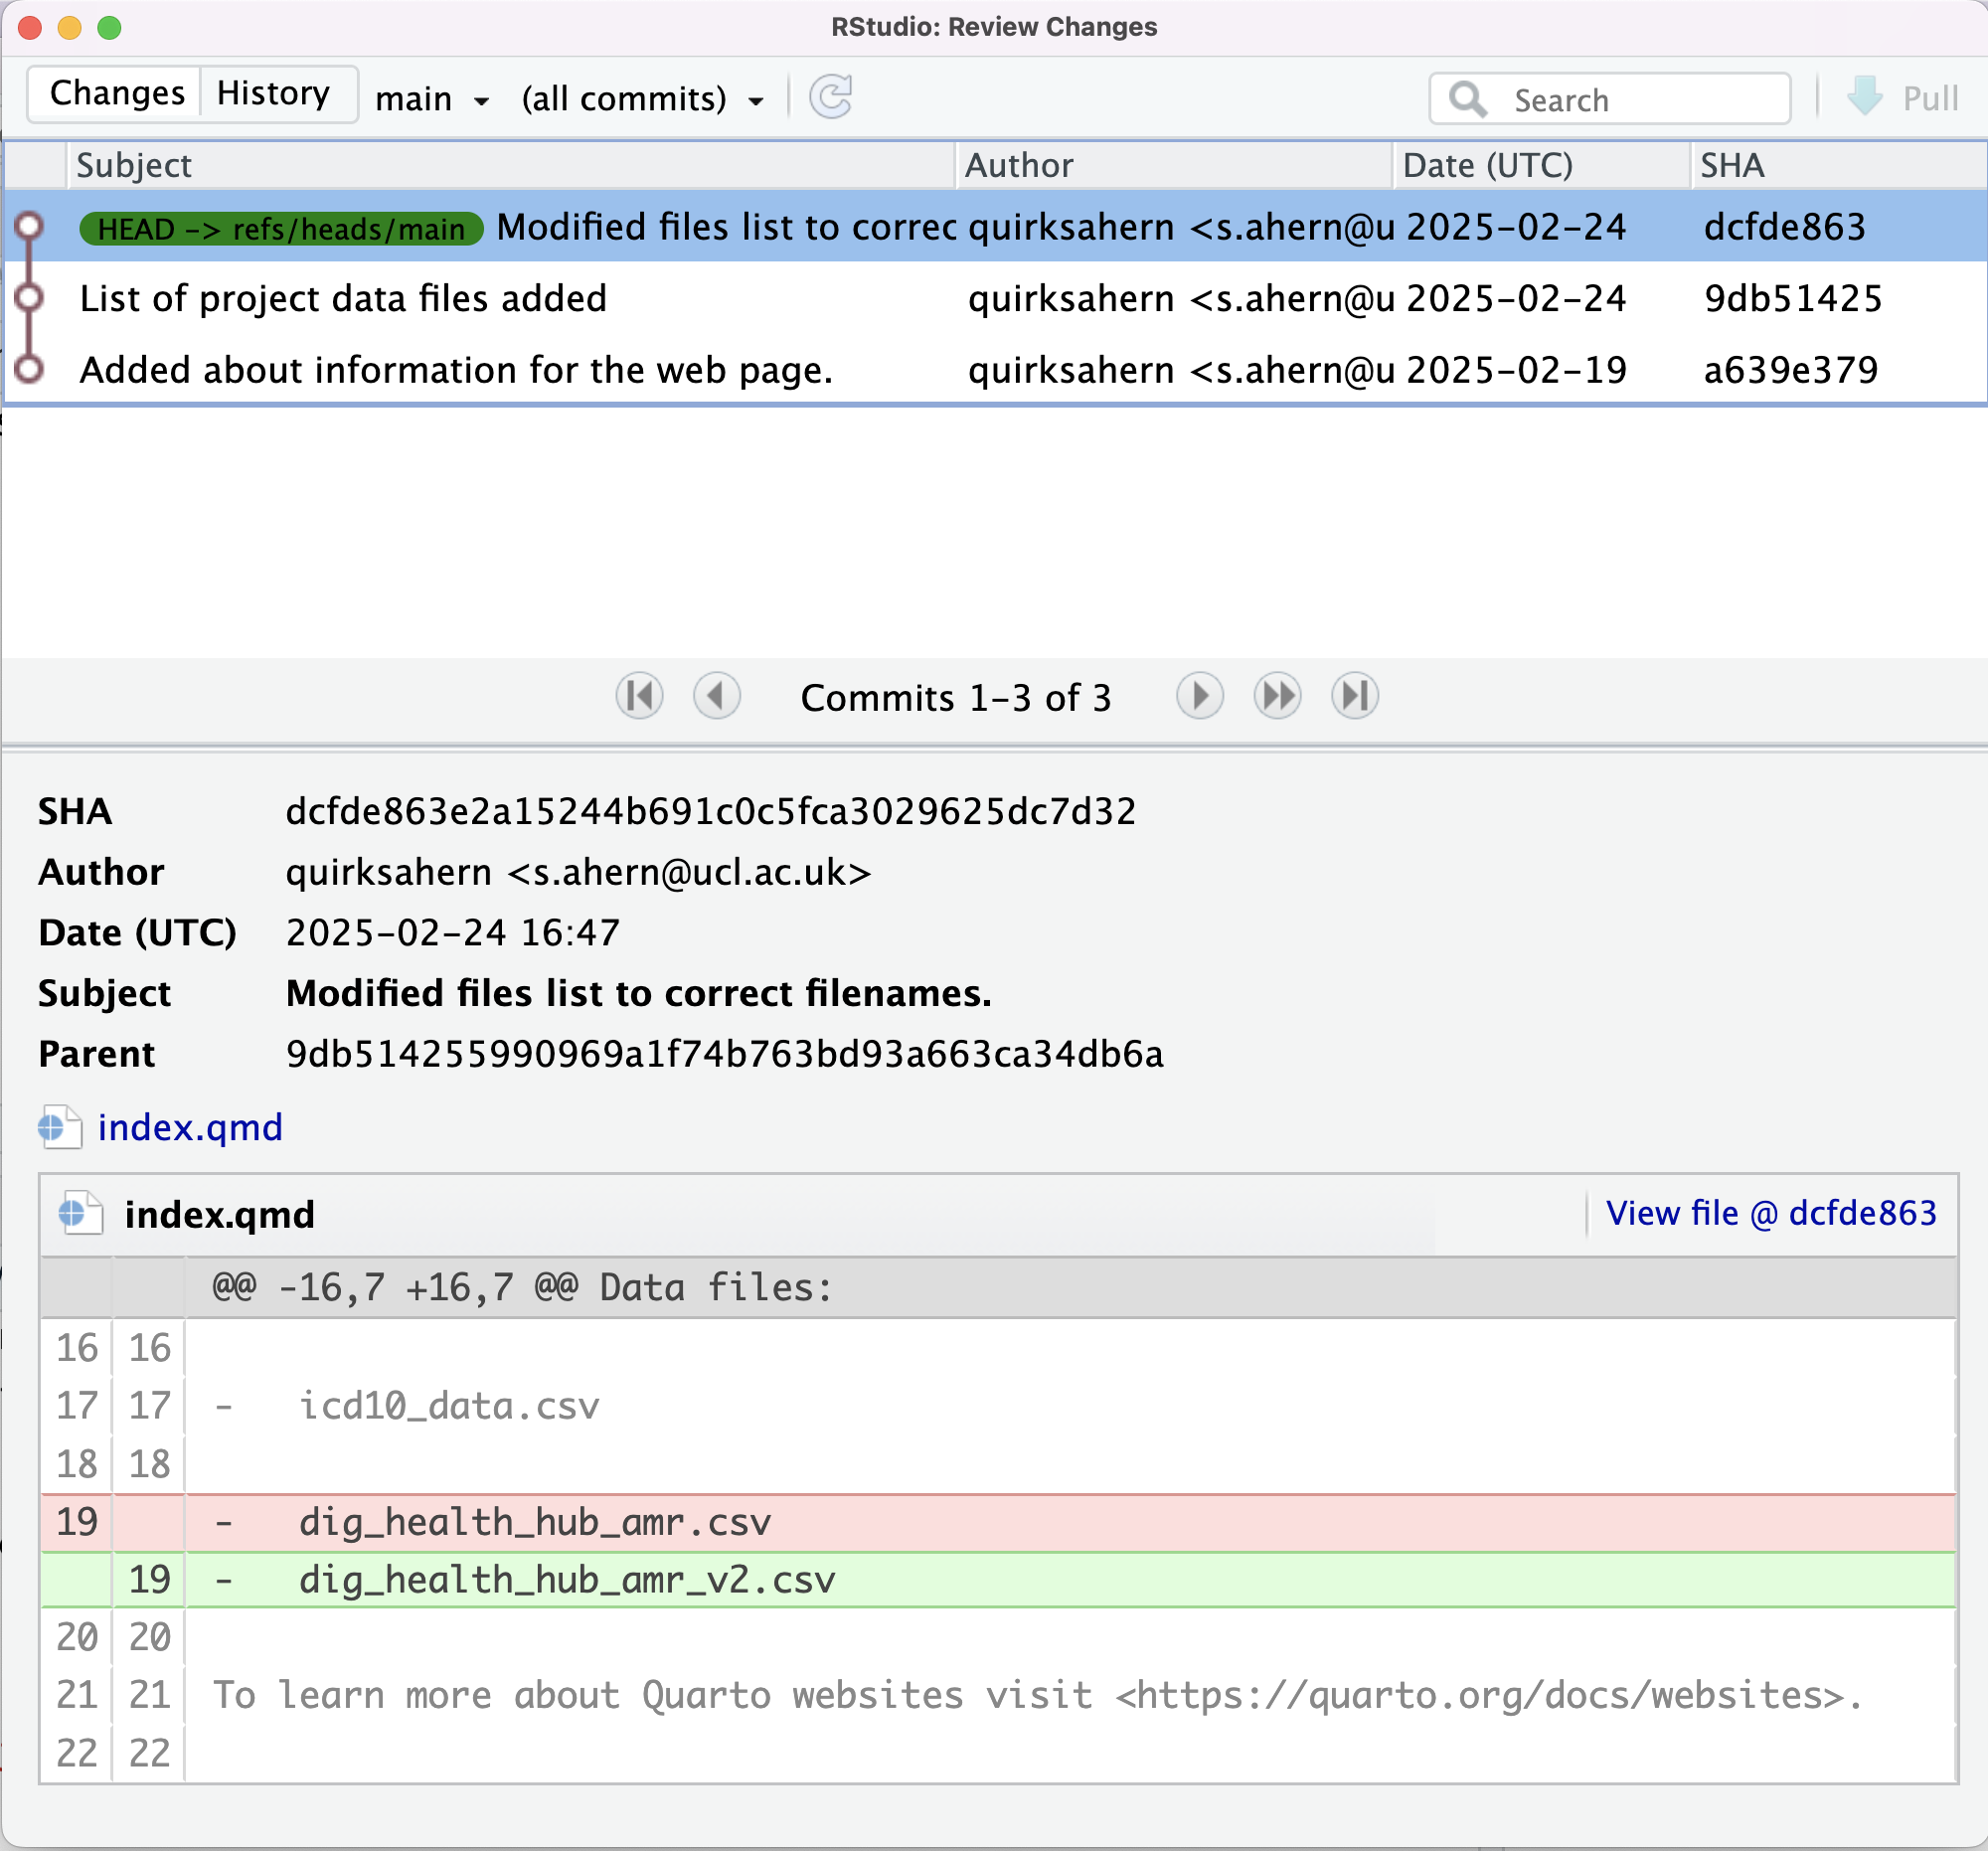 RStudio: Review Changes
Changes History main (all commits) Search Pull
Subject Author Date (UTC) SHA
HEAD -> refs/heads/main Modified files list to correc quirksahern <s.ahern@u 2025-02-24 dcfde863
List of project data files added quirksahern <s.ahern@u 2025-02-24 9db51425
Added about information for the web page. quirksahern <s.ahern@u 2025-02-19 a639e379
Commits 1-3 of 3
SHA dcfde863e2a15244b691c0c5fca3029625dc7d32
Author quirksahern <s.ahern@ucl.ac.uk>
Date (UTC) 2025-02-24 16:47
Subject Modified files list to correct filenames.
Parent 9db514255990969a1f74b763bd93a663ca34db6a
index.qmd
index.qmd View file @ dcfde863
@@ -16,7 +16,7 @@ Data files:
16 16
17 17 - icd10_data.csv
18 18
19 - dig_health_hub_amr.csv
19 - dig_health_hub_amr_v2.csv
20 20
21 21 To learn more about Quarto websites visit <https://quarto.org/docs/websites>.
22 22